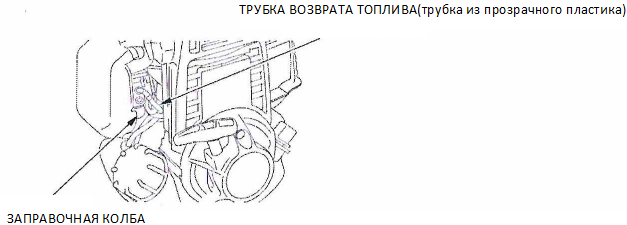 ТРУБКА ВОЗВРАТА ТОПЛИВА(трубка из прозрачного пластика)
ЗАПРАВОЧНАЯ КОЛБА